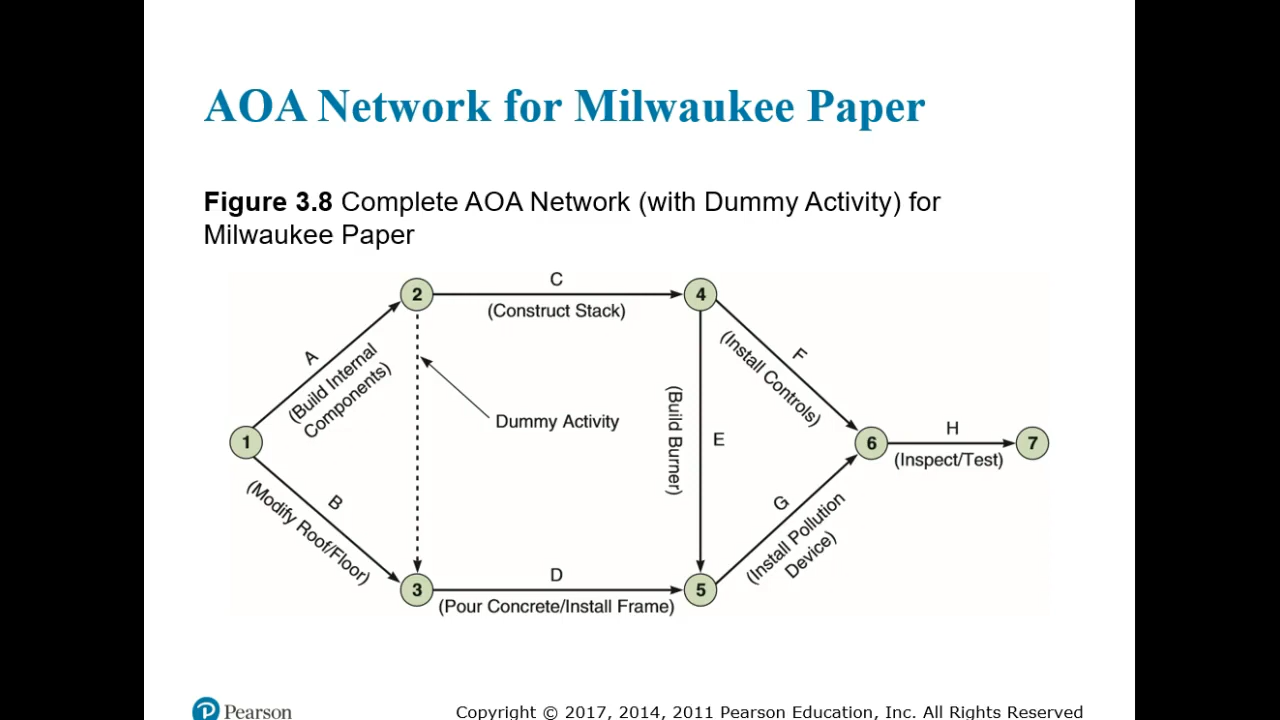 AOA Network for Milwaukee Paper
Figure 3.8 Complete AOA Network (with Dummy Activity) for
Milwaukee Paper
C
2
4
(Construct Stack)
A
(Build Internal
Components)
F
(Install Controls)
Dummy Activity
(Build Burner)
E
1
6
H
7
(Inspect/Test)
B
(Modify Roof/Floor)
G
(Install Pollution
Device)
D
3
5
(Pour Concrete/Install Frame)
P Pearson
Copyright © 2017, 2014, 2011 Pearson Education, Inc. All Rights Reserved